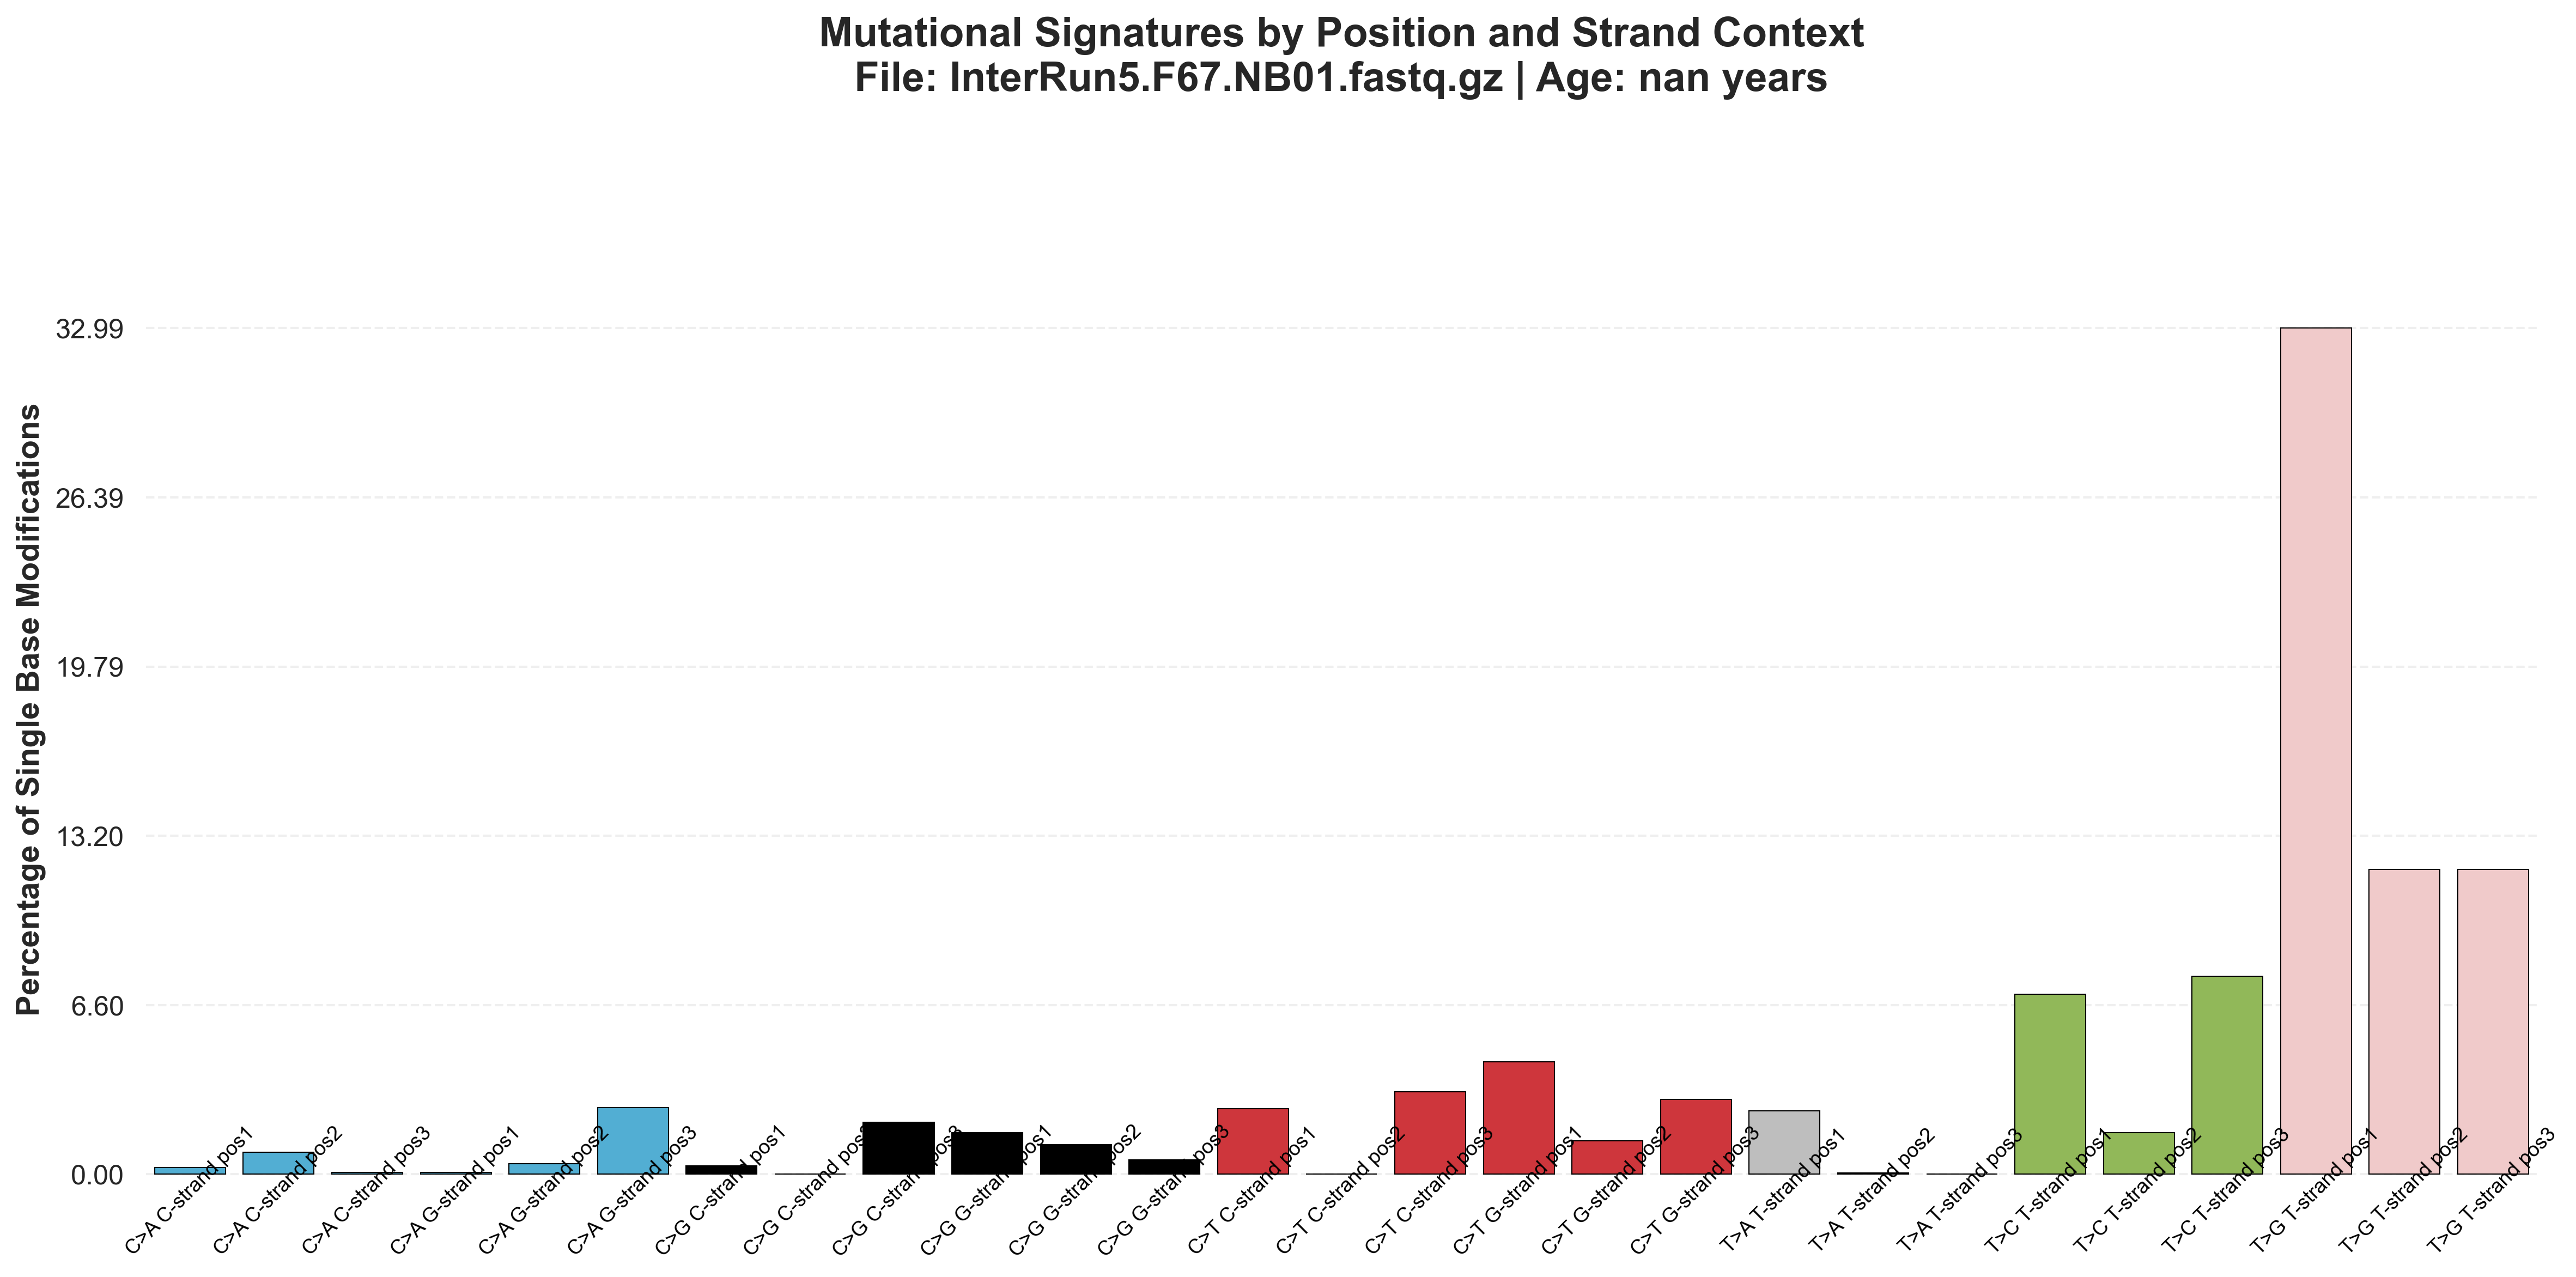 Mutational Signatures by Position and Strand Context
File: InterRun5.F67.NB01.fastq.gz | Age: nan years
Percentage of Single Base Modifications
32.99
26.39
19.79
13.20
6.60
0.00
C>A C-strand pos1
C>A C-strand pos2
C>A C-strand pos3
C>A G-strand pos1
C>A G-strand pos2
C>A G-strand pos3
C>G C-strand pos1
C>G C-strand pos2
C>G C-strand pos3
C>G G-strand pos1
C>G G-strand pos2
C>G G-strand pos3
C>T C-strand pos1
C>T C-strand pos2
C>T C-strand pos3
C>T G-strand pos1
C>T G-strand pos2
C>T G-strand pos3
T>A T-strand pos1
T>A T-strand pos2
T>A T-strand pos3
T>C T-strand pos1
T>C T-strand pos2
T>C T-strand pos3
T>G T-strand pos1
T>G T-strand pos2
T>G T-strand pos3